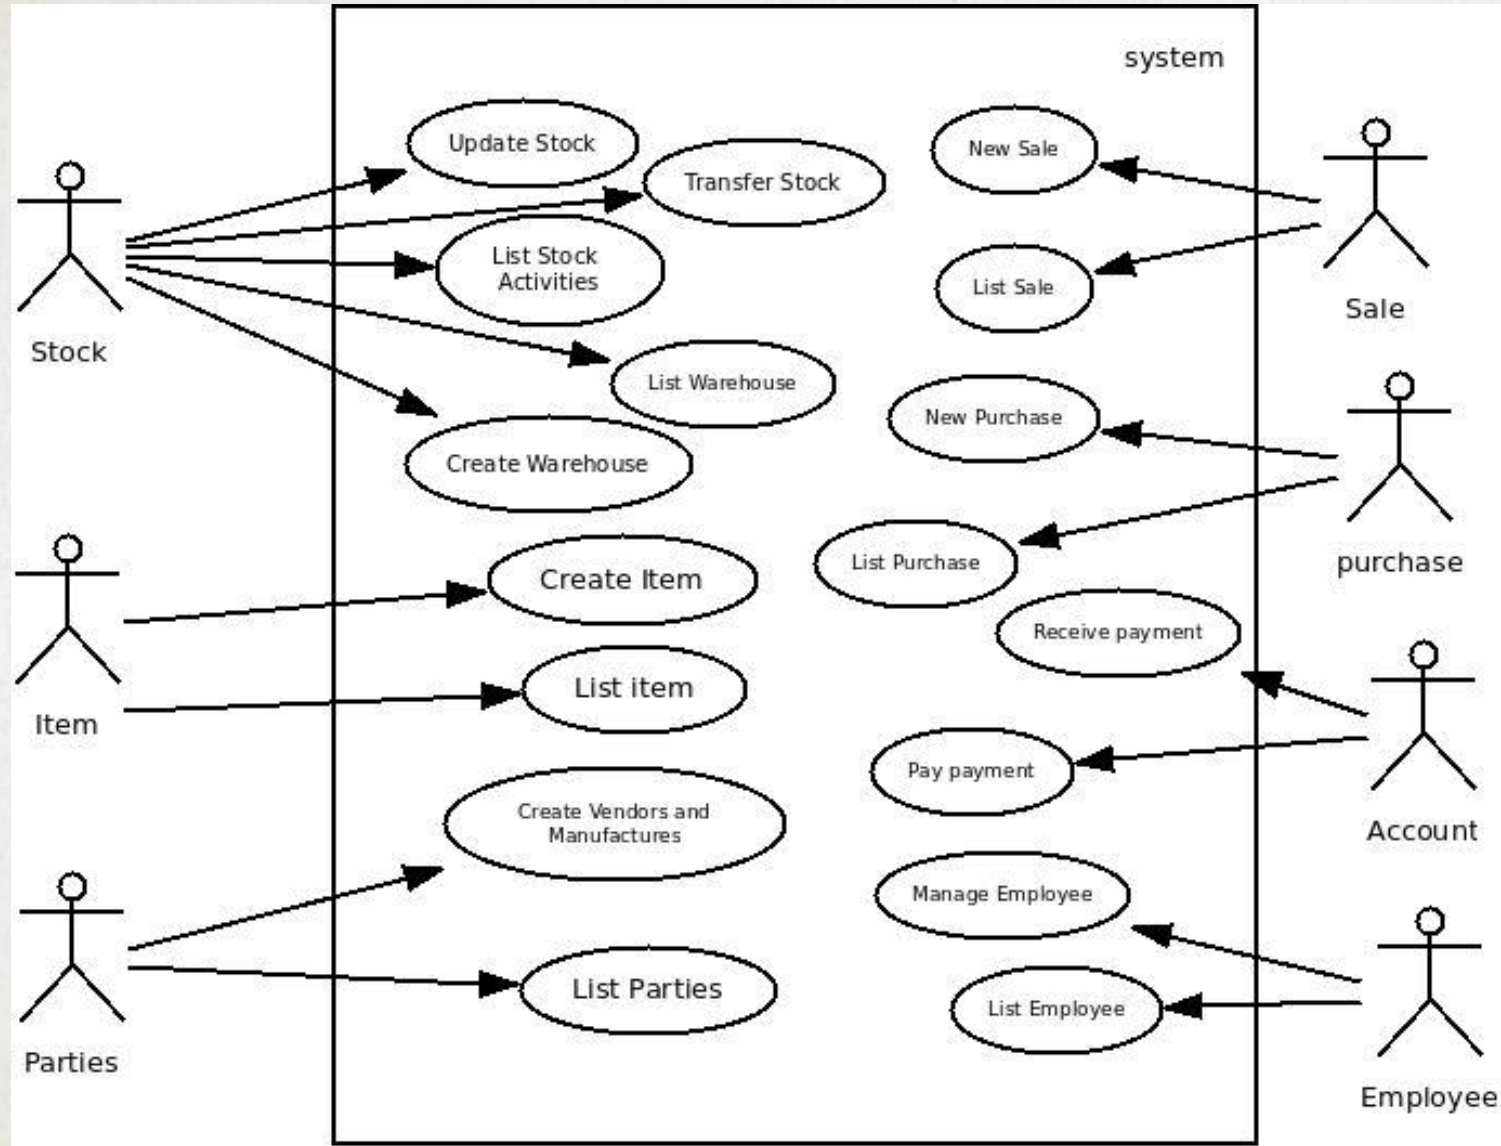 system
Update Stock
Transfer Stock
List Stock
Activities
List Warehouse
Create Warehouse
Create Item
List item
Create Vendors and
Manufactures
List Parties
New Sale
List Sale
New Purchase
List Purchase
Receive payment
Pay payment
Manage Employee
List Employee
Stock
Item
Parties
Sale
purchase
Account
Employee